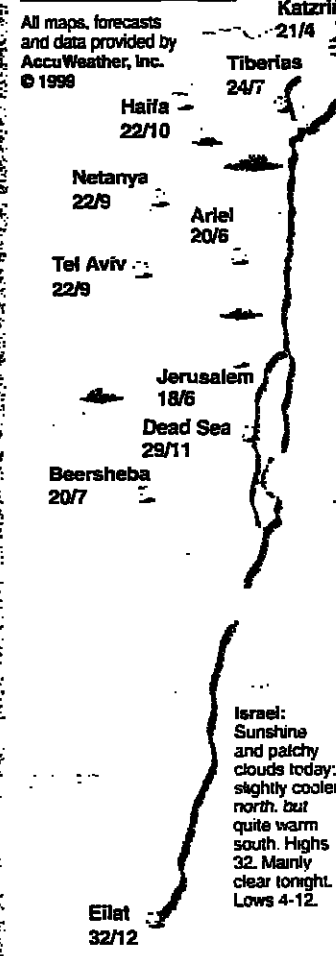 All maps, forecasts
and data provided by
AccuWeather, Inc.
© 1999
21/4
Tiberias
24/7
Haifa
22/10
Netanya
22/9
Ariel
20/6
Tel Aviv
22/9
Jerusalem
18/6
Dead Sea
29/11
Beersheba
20/7
Israel:
Sunshine
and patchy
clouds today;
slightly cooler
north, but
quite warm
south. Highs
32. Mainly
clear tonight.
Lows 4-12.
Eilat
32/12